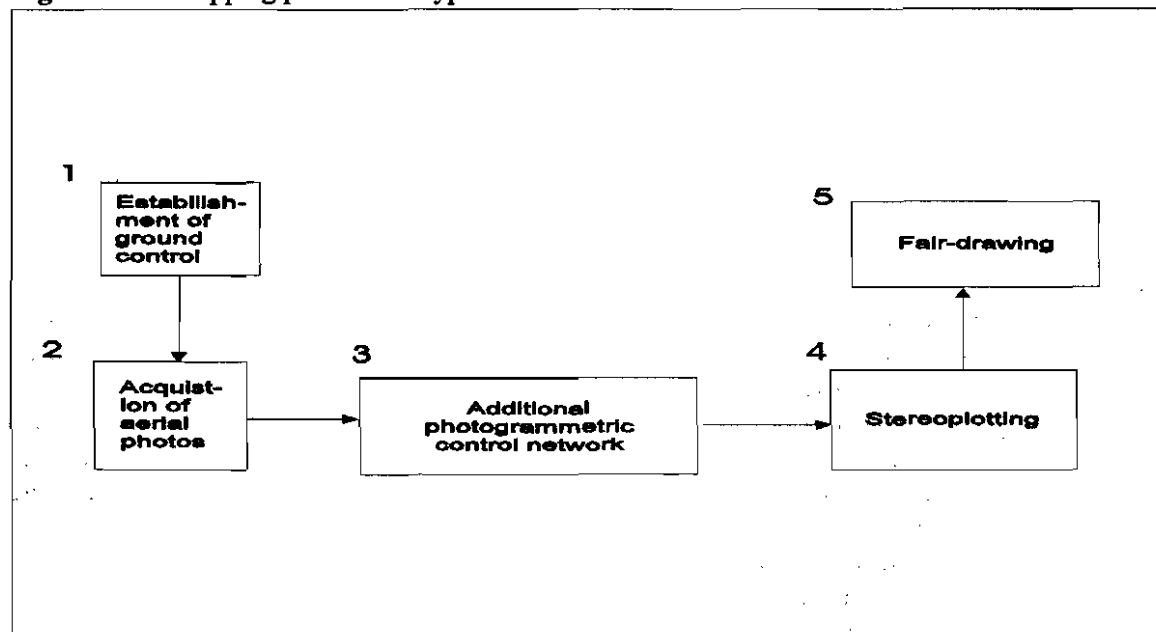 1
Establish-
ment of
ground
control
2
Acquist-
ion of
aerial
photos
3
Additional
photogrammetric
control network
4
Stereoplotting
5
Fair-drawing